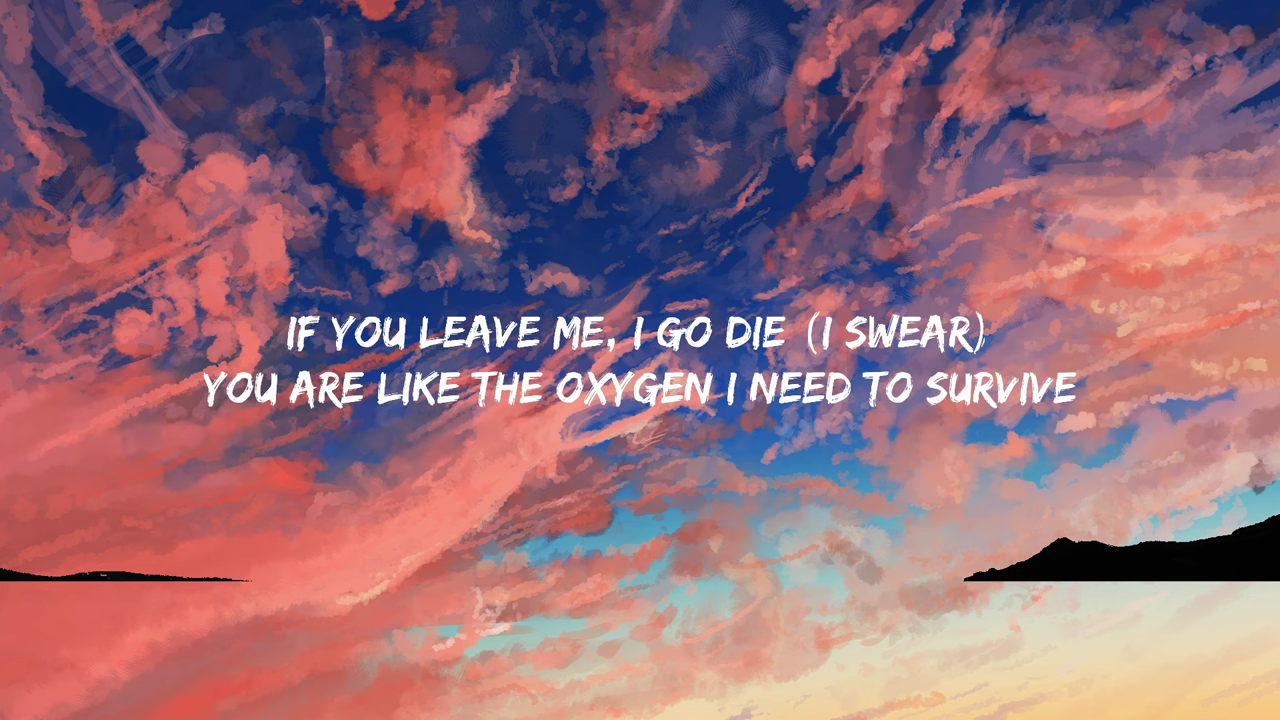 IF YOU LEAVE ME, I GO DIE (I SWEAR)
YOU ARE LIKE THE OXYGEN I NEED TO SURVIVE